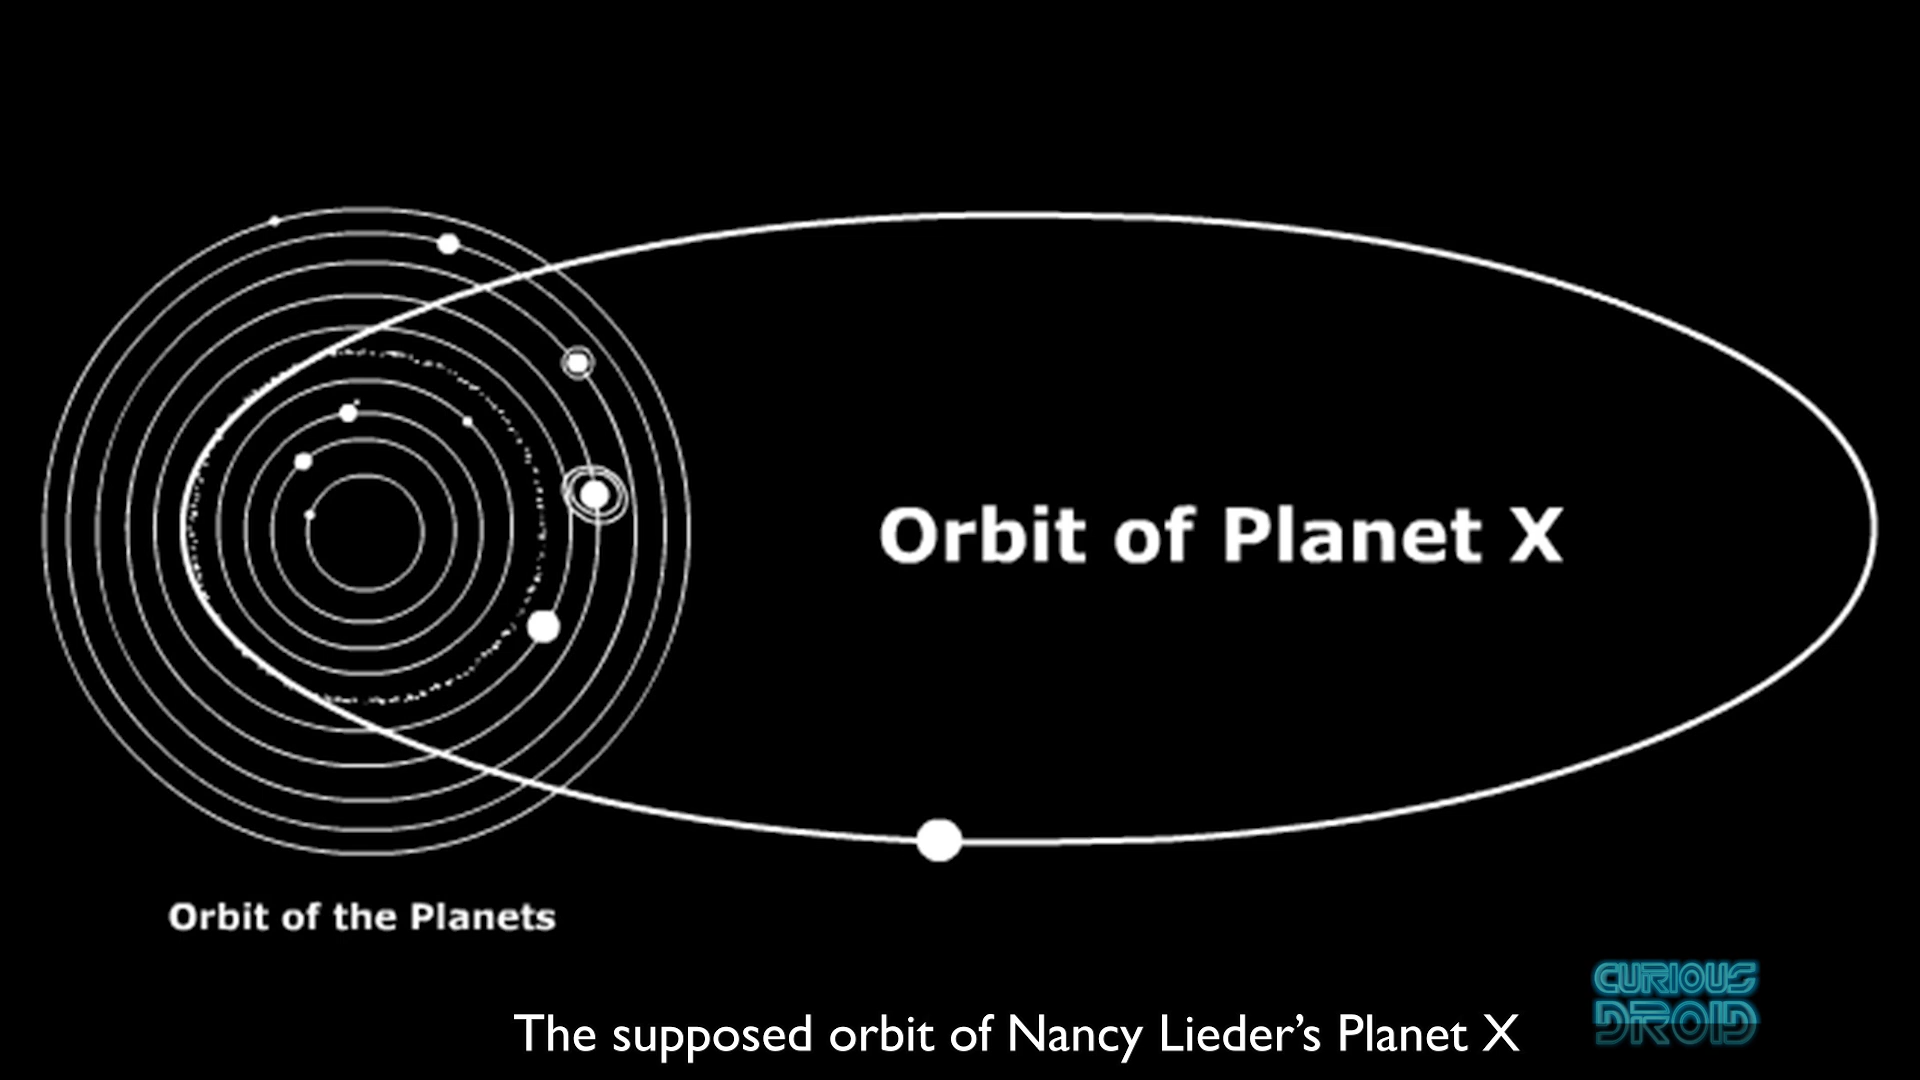 Orbit of Planet X
Orbit of the Planets
CURIOUS
DROID
The supposed orbit of Nancy Lieder’s Planet X